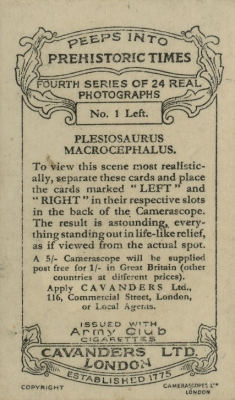 PEEPS INTO
PREHISTORIC TIMES
FOURTH SERIES OF 24 REAL
PHOTOGRAPHS
No. 1 Left.
PLESIOSAURUS
MACROCEPHALUS.
To view this scene most realistic-
ally, separate these cards and place
the cards marked "LEFT" and
"RIGHT" in their respective slots
in the back of the Camerascope.
The result is astounding, every-
thing standing out in life-like relief,
as if viewed from the actual spot.
A 5/- Camerascope will be supplied
post free for 1/- in Great Britain (other
countries at different prices).
Apply CAVANDERS Ltd.,
116, Commercial Street, London,
or Local Agents.
ISSUED WITH
Army Club
CIGARETTES
CAVANDERS LTD.
LONDON
ESTABLISHED 1775
COPYRIGHT
CAMERASCOPES LTD
LONDON